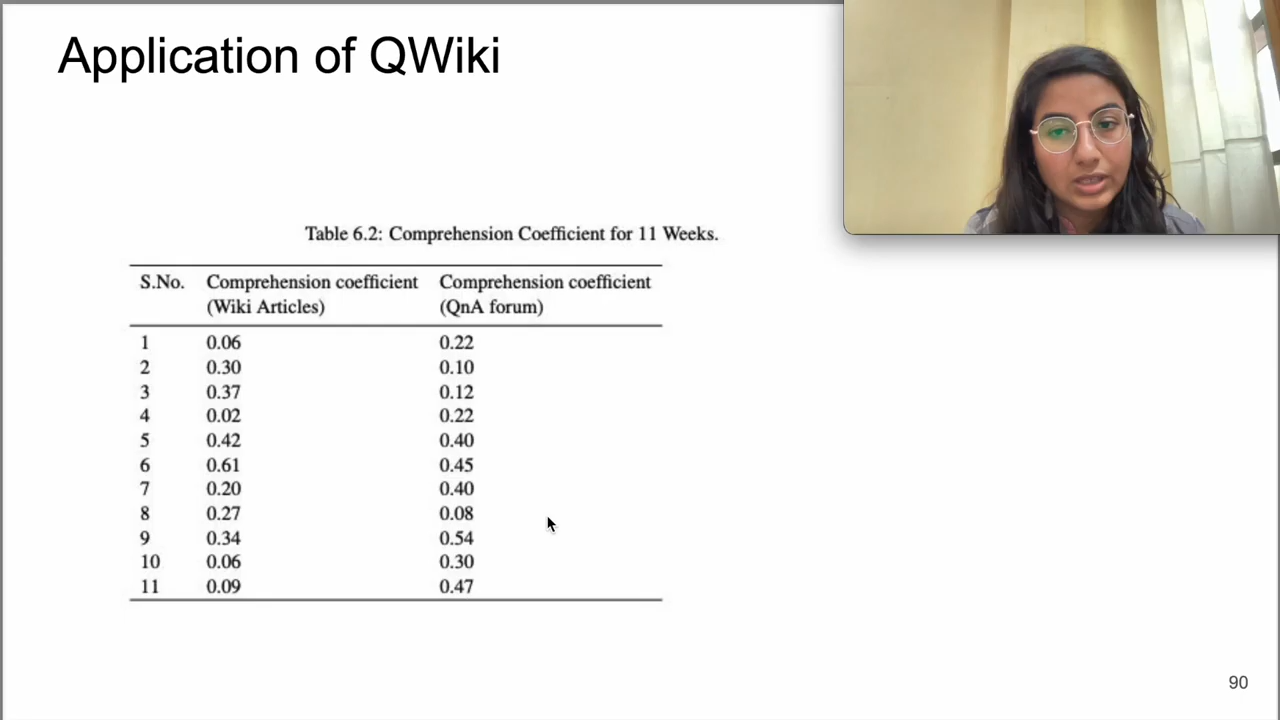 Application of QWiki
Table 6.2: Comprehension Coefficient for 11 Weeks.
S.No. Comprehension coefficient Comprehension coefficient
(Wiki Articles) (QnA forum)
1 0.06 0.22
2 0.30 0.10
3 0.37 0.12
4 0.02 0.22
5 0.42 0.40
6 0.61 0.45
7 0.20 0.40
8 0.27 0.08
9 0.34 0.54
10 0.06 0.30
11 0.09 0.47
90